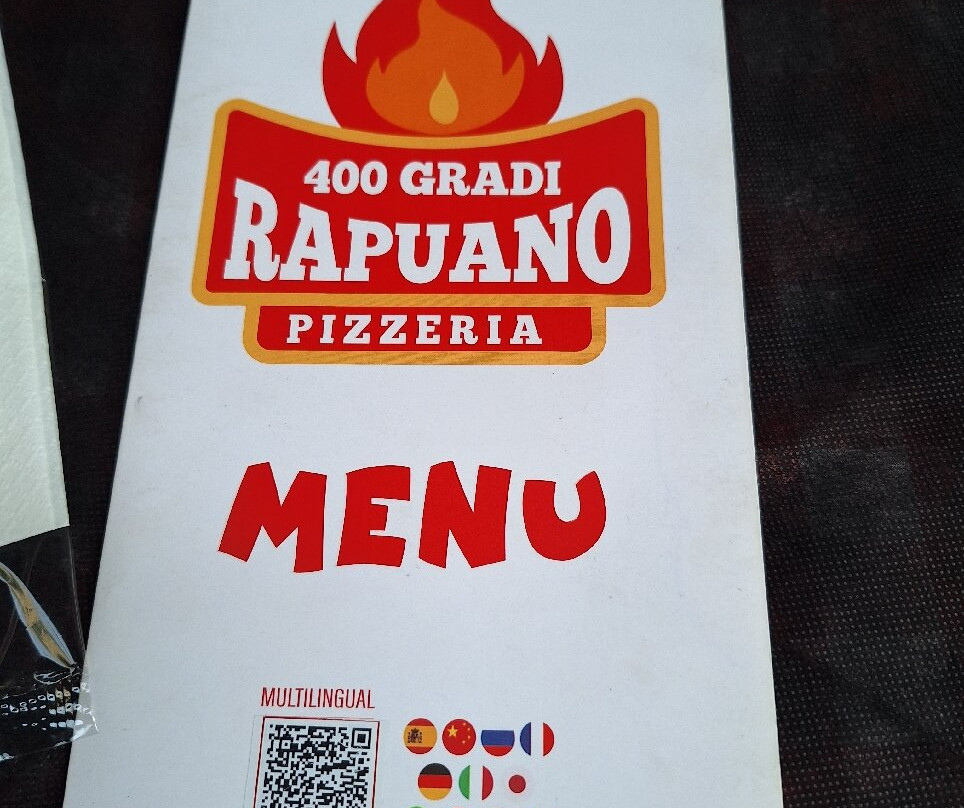 400 GRADI
RAPUANO
PIZZERIA
MENU
MULTILINGUAL